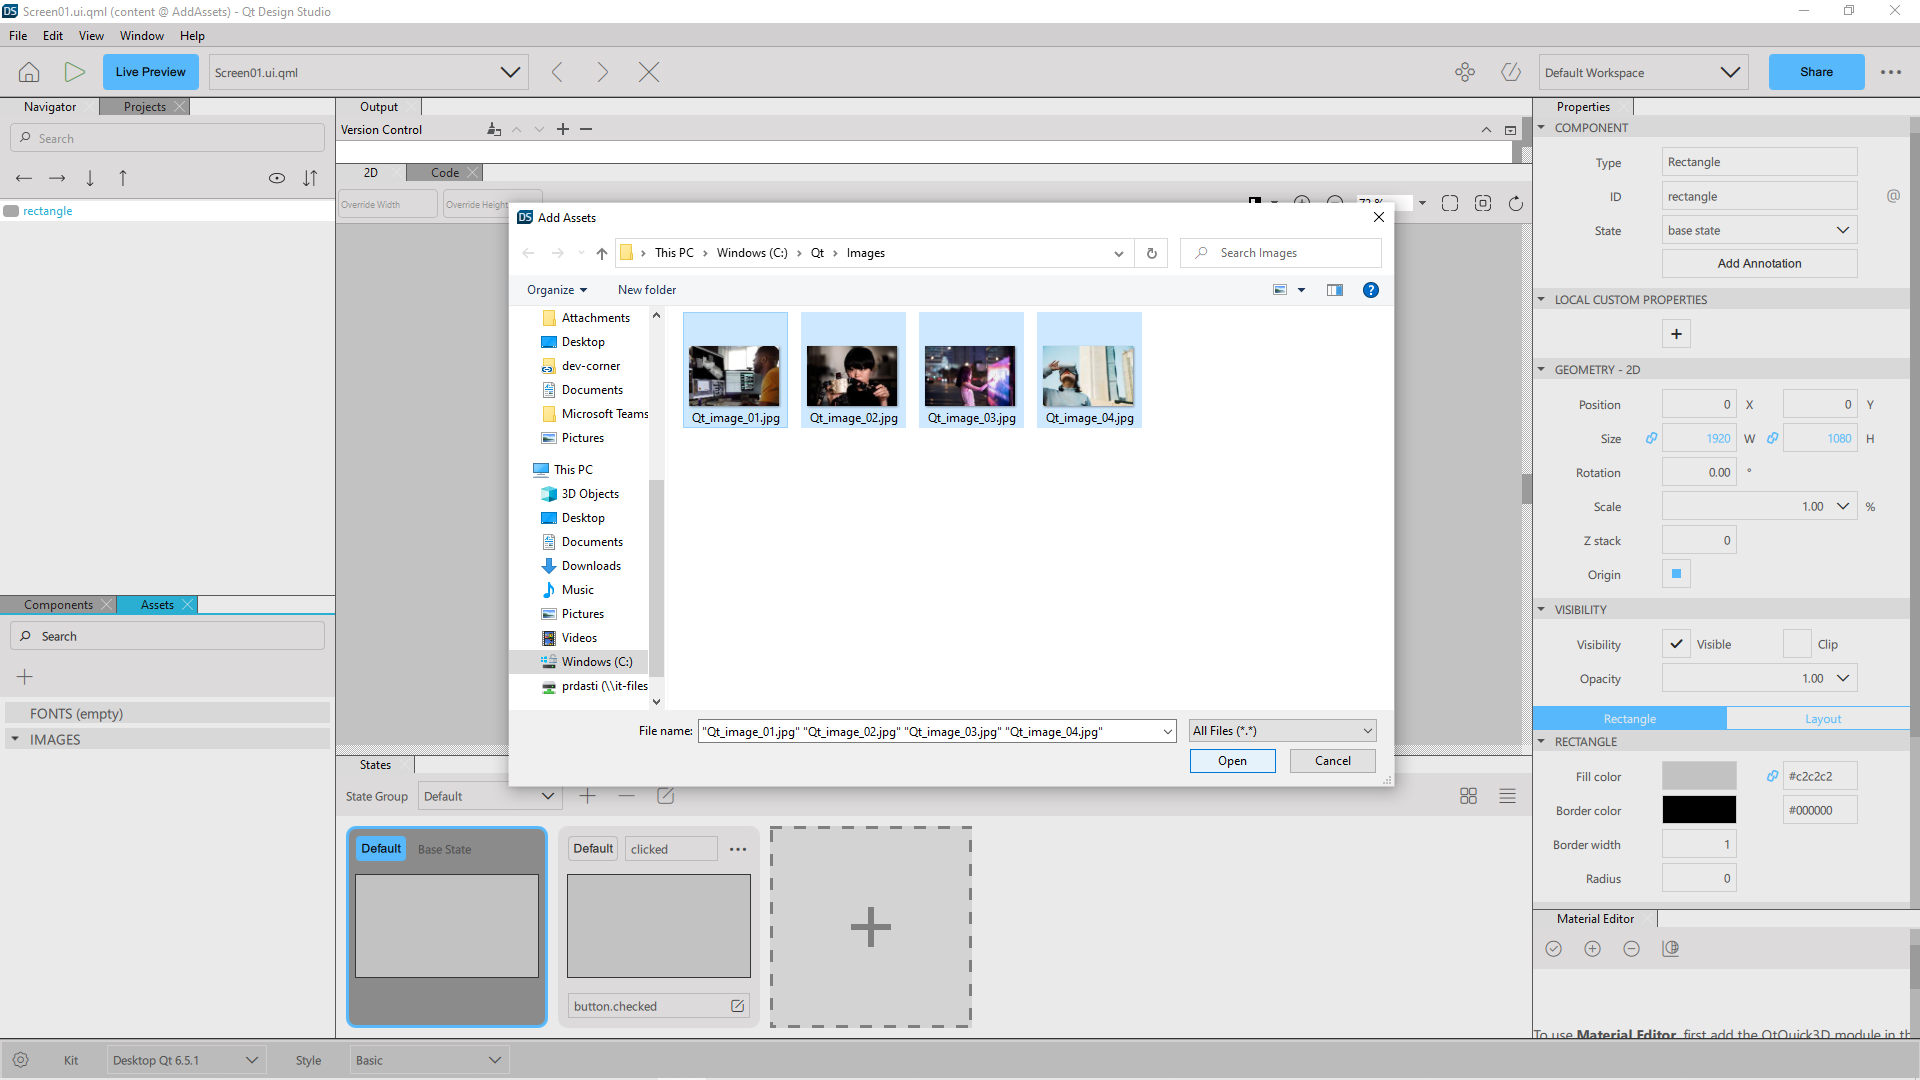 DS Screen01.ui.qml (content @ AddAssets) - Qt Design Studio
File Edit View Window Help
Live Preview
Screen01.ui.qml
Default Workspace
Share
Navigator
Projects
Search
rectangle
Output
Version Control
2D
Code
Override Width
Override Height
DS Add Assets
This PC
Windows (C:)
Qt
Images
Search Images
Organize
New folder
Attachments
Desktop
dev-corner
Documents
Microsoft Teams
Pictures
This PC
3D Objects
Desktop
Documents
Downloads
Music
Pictures
Videos
Windows (C:)
prdasti (\\it-files
Qt_image_01.jpg
Qt_image_02.jpg
Qt_image_03.jpg
Qt_image_04.jpg
File name:
"Qt_image_01.jpg" "Qt_image_02.jpg" "Qt_image_03.jpg" "Qt_image_04.jpg"
All Files (*.*)
Open
Cancel
Components
Assets
Search
FONTS (empty)
IMAGES
States
State Group
Default
Default
Base State
Default
clicked
button.checked
Properties
COMPONENT
Type
Rectangle
ID
rectangle
@
State
base state
Add Annotation
LOCAL CUSTOM PROPERTIES
GEOMETRY - 2D
Position
0 X
0 Y
Size
1920 W
1080 H
Rotation
0.00 °
Scale
1.00 %
Z stack
0
Origin
VISIBILITY
Visibility
Visible
Clip
Opacity
1.00
Rectangle
Layout
RECTANGLE
Fill color
#c2c2c2
Border color
#000000
Border width
1
Radius
0
Material Editor
To use Material Editor, first add the QtQuick3D module in th
Kit
Desktop Qt 6.5.1
Style
Basic